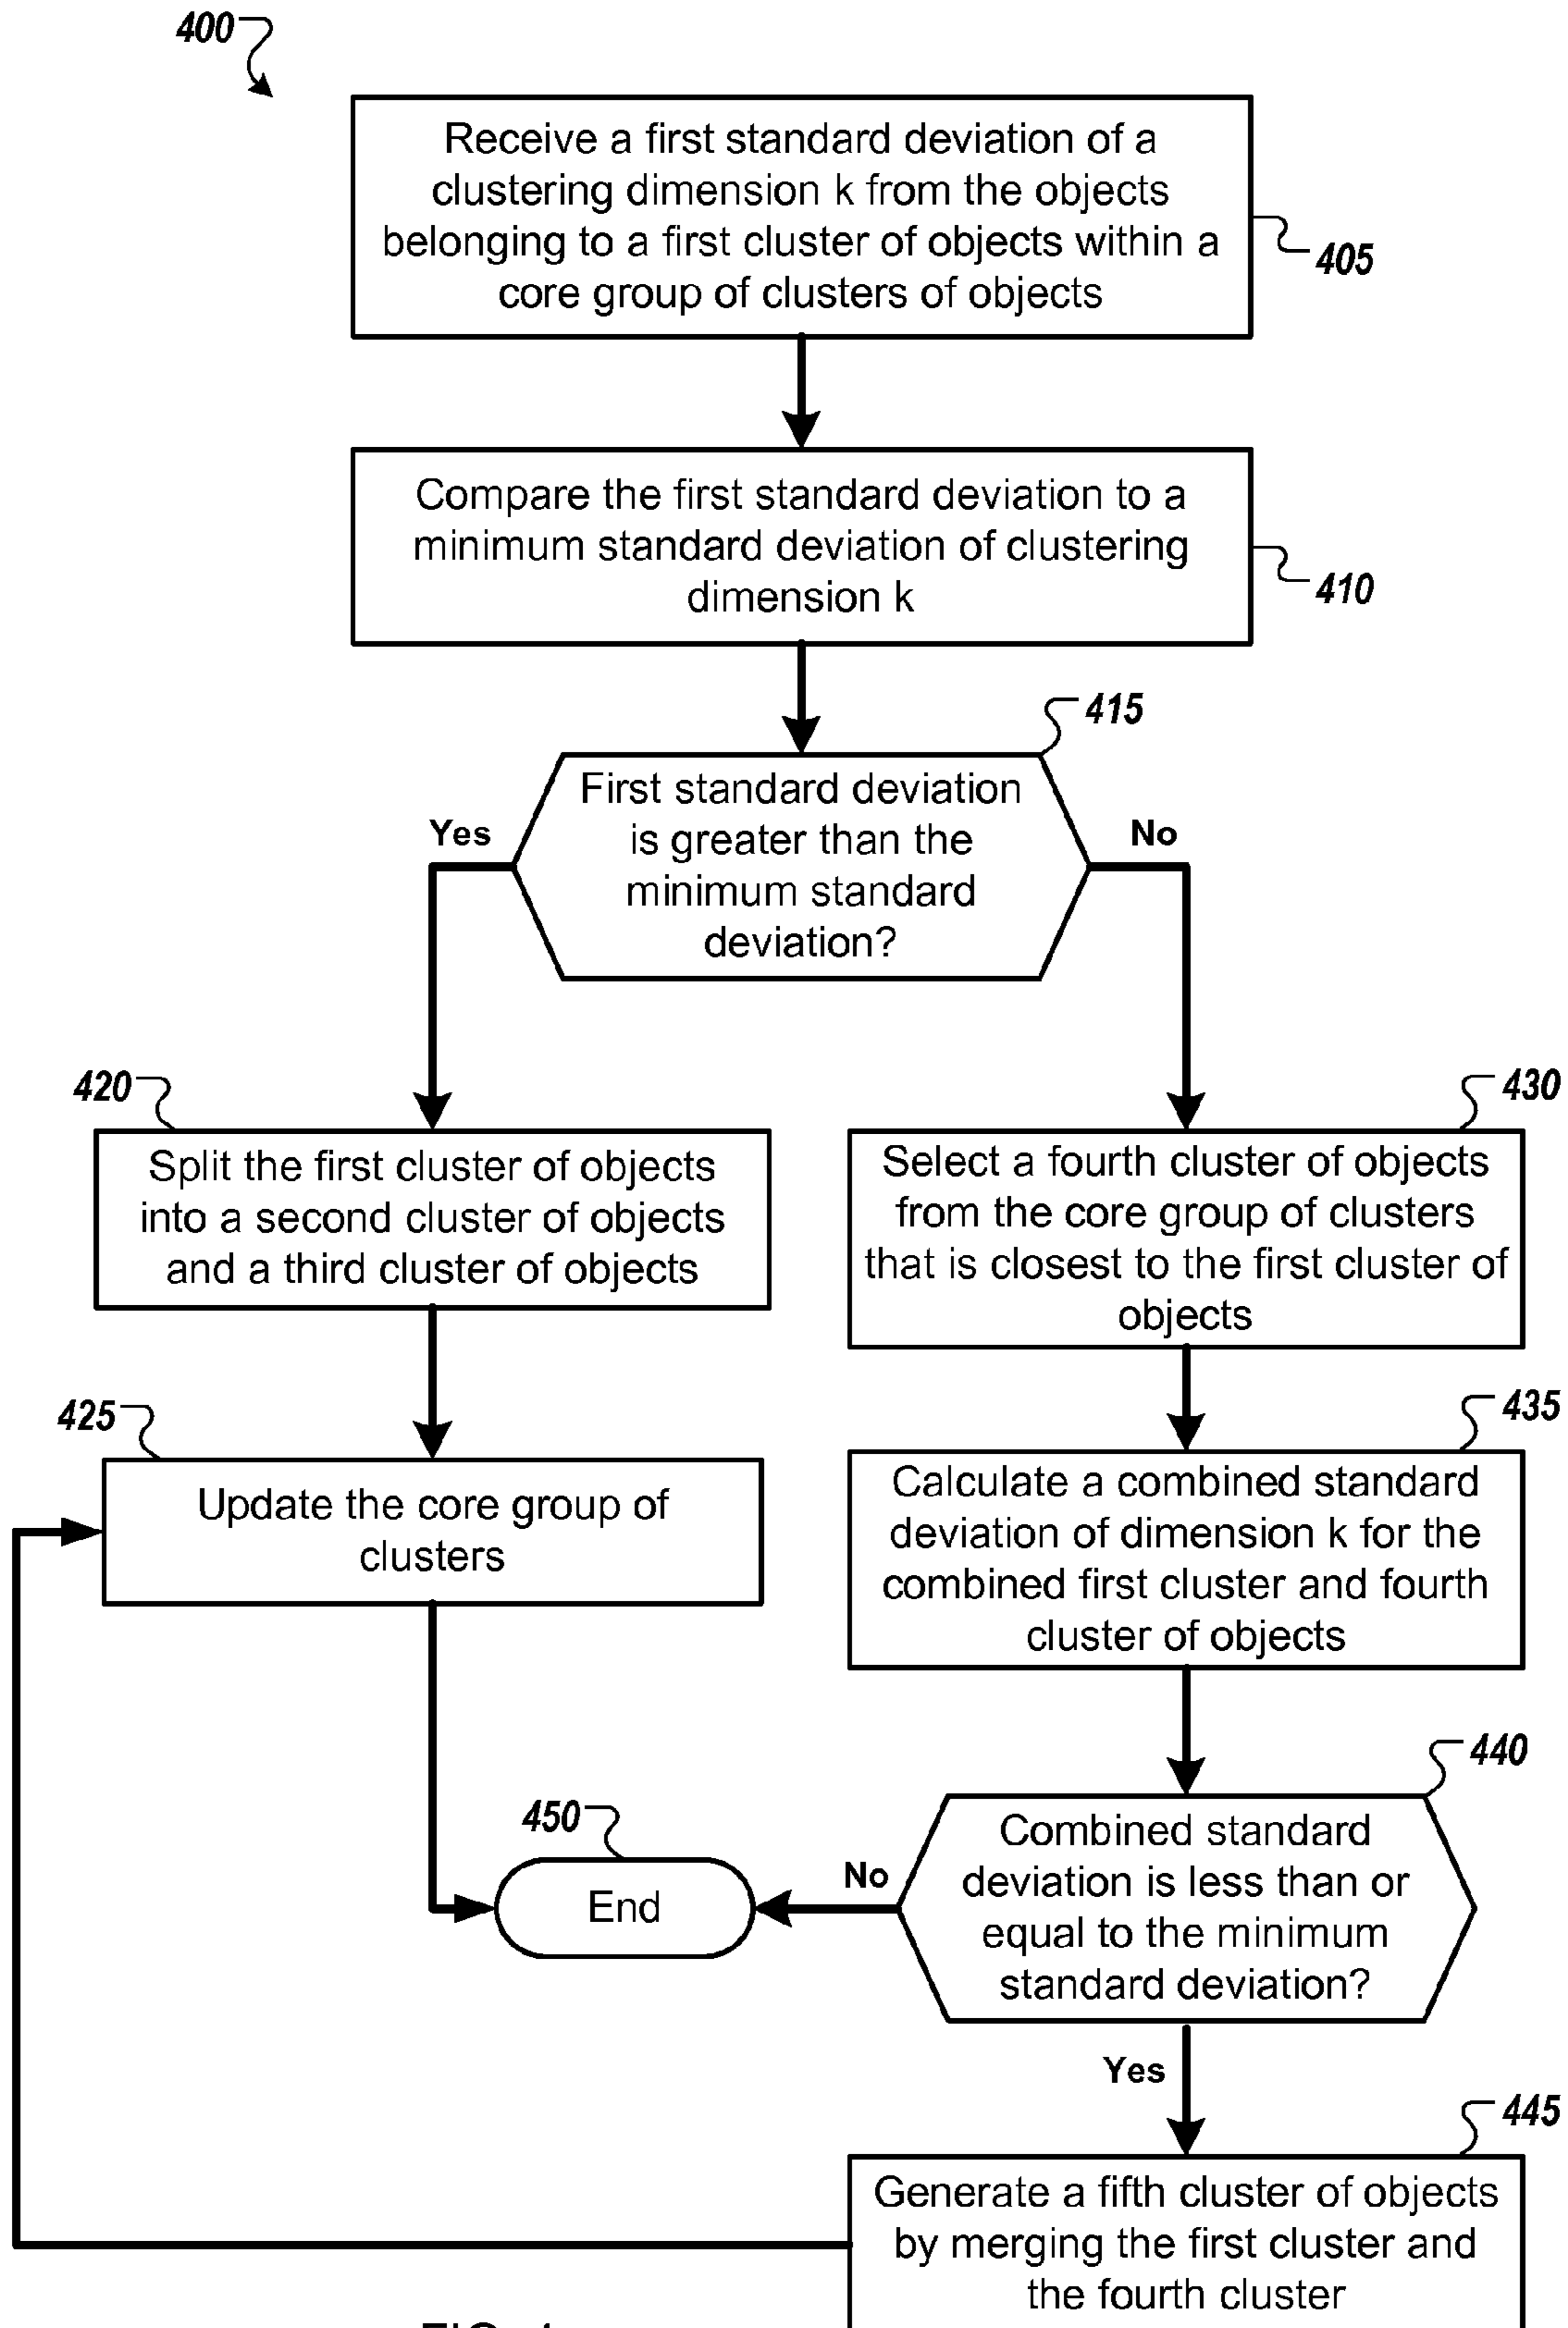 400
Receive a first standard deviation of a
clustering dimension k from the objects
belonging to a first cluster of objects within a
core group of clusters of objects
405
Compare the first standard deviation to a
minimum standard deviation of clustering
dimension k
410
415
First standard deviation
is greater than the
minimum standard
deviation?
Yes
No
420
Split the first cluster of objects
into a second cluster of objects
and a third cluster of objects
430
Select a fourth cluster of objects
from the core group of clusters
that is closest to the first cluster of
objects
425
Update the core group of
clusters
435
Calculate a combined standard
deviation of dimension k for the
combined first cluster and fourth
cluster of objects
440
Combined standard
deviation is less than or
equal to the minimum
standard deviation?
450
End
No
Yes
445
Generate a fifth cluster of objects
by merging the first cluster and
the fourth cluster